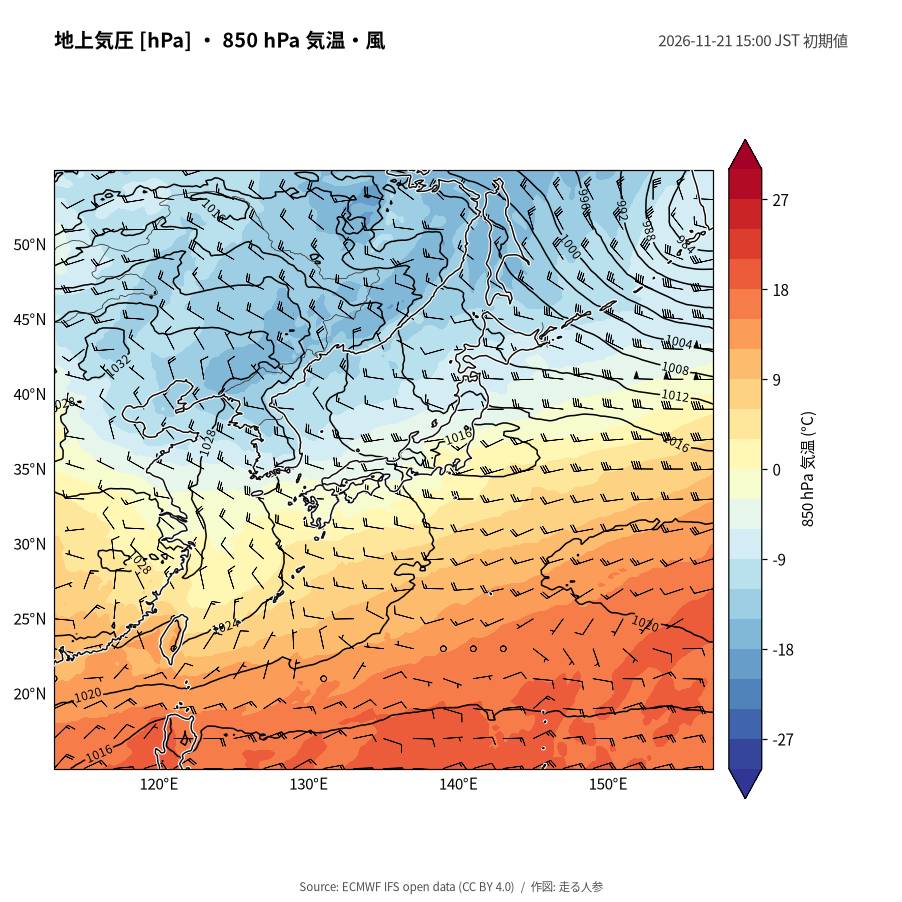 地上気圧 [hPa] ・ 850 hPa 気温・風
2026-11-21 15:00 JST 初期値
50°N
45°N
40°N
35°N
30°N
25°N
20°N
120°E
130°E
140°E
150°E
996
992
988
984
1000
1004
1008
1012
1016
1016
1032
1028
1028
1028
1024
1020
1020
1016
27
18
9
0
-9
-18
-27
850 hPa 気温 (°C)
Source: ECMWF IFS open data (CC BY 4.0) / 作図: 走る人参